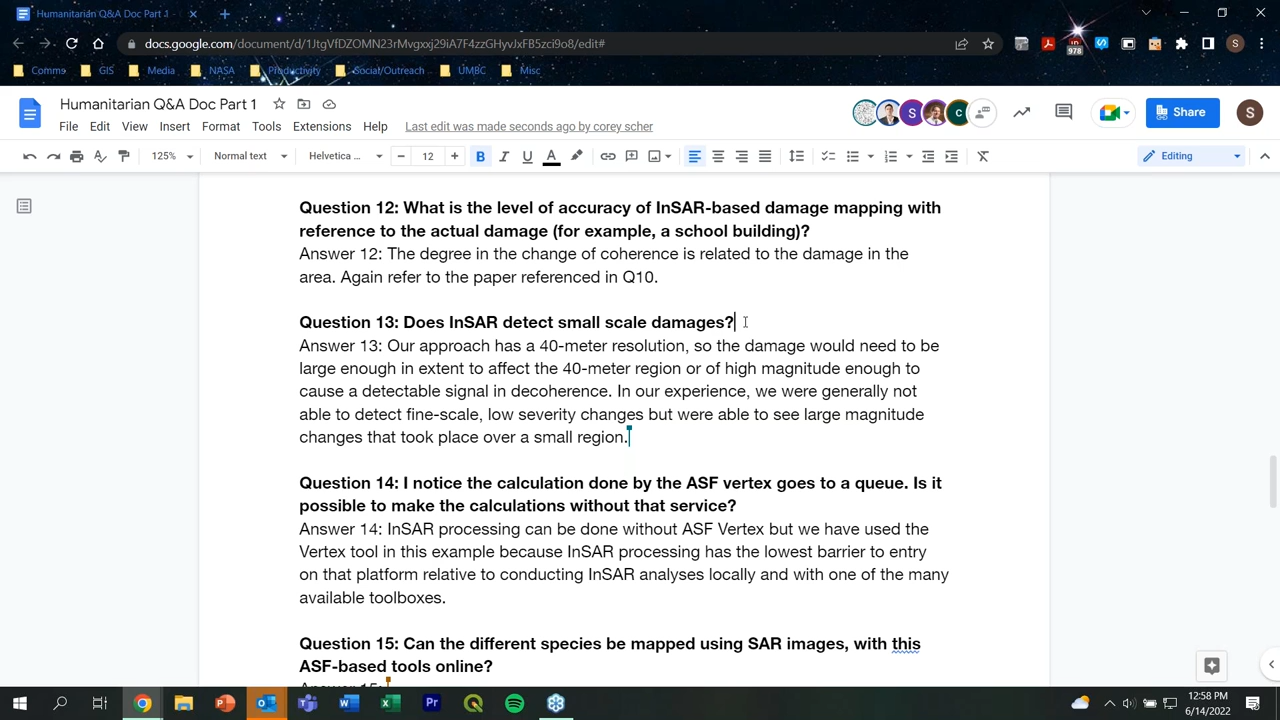 Humanitarian Q&A Doc Part 1 -
docs.google.com/document/d/1JtgVfDZOMN23rMvgxxj29iA7F4zzGHyvJxFB5zci9o8/edit#
978
S
Comms
GIS
Media
NASA
Productivity
Social/Outreach
UMBC
Misc
Humanitarian Q&A Doc Part 1
S
C
Share
S
File Edit View Insert Format Tools Extensions Help
Last edit was made seconds ago by corey scher
125%
Normal text
Helvetica ...
12
B I U A
Editing
Question 12: What is the level of accuracy of InSAR-based damage mapping with
reference to the actual damage (for example, a school building)?
Answer 12: The degree in the change of coherence is related to the damage in the
area. Again refer to the paper referenced in Q10.
Question 13: Does InSAR detect small scale damages?
Answer 13: Our approach has a 40-meter resolution, so the damage would need to be
large enough in extent to affect the 40-meter region or of high magnitude enough to
cause a detectable signal in decoherence. In our experience, we were generally not
able to detect fine-scale, low severity changes but were able to see large magnitude
changes that took place over a small region.
Question 14: I notice the calculation done by the ASF vertex goes to a queue. Is it
possible to make the calculations without that service?
Answer 14: InSAR processing can be done without ASF Vertex but we have used the
Vertex tool in this example because InSAR processing has the lowest barrier to entry
on that platform relative to conducting InSAR analyses locally and with one of the many
available toolboxes.
Question 15: Can the different species be mapped using SAR images, with this
ASF-based tools online?
Answer 15:
12:58 PM
6/14/2022